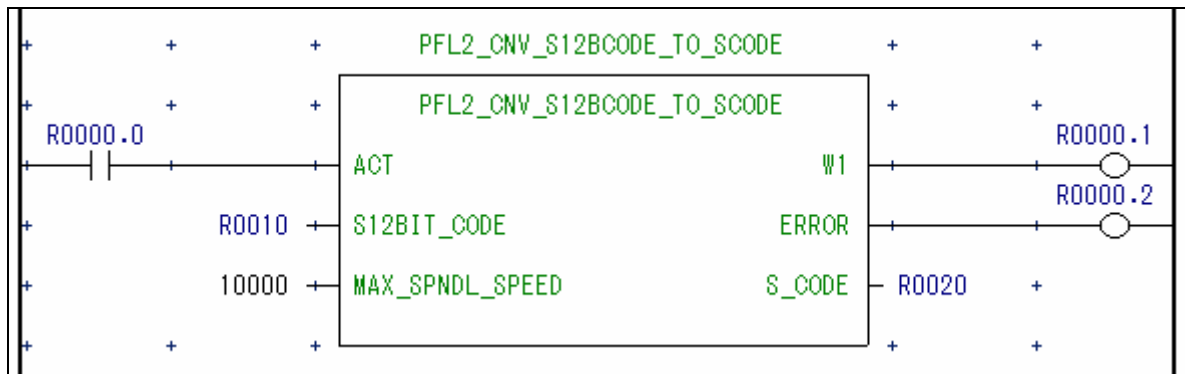 PFL2_CNV_S12BCODE_TO_SCODE
PFL2_CNV_S12BCODE_TO_SCODE
R0000.0 R0000.1
ACT W1
R0000.2
R0010 S12BIT_CODE ERROR
10000 MAX_SPNDL_SPEED S_CODE R0020